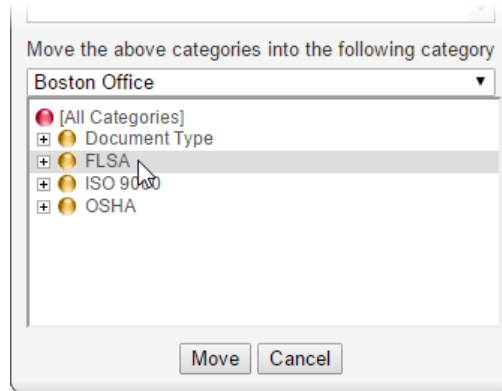 Move the above categories into the following category
Boston Office
[All Categories]
Document Type
FLSA
ISO 9000
OSHA
Move Cancel